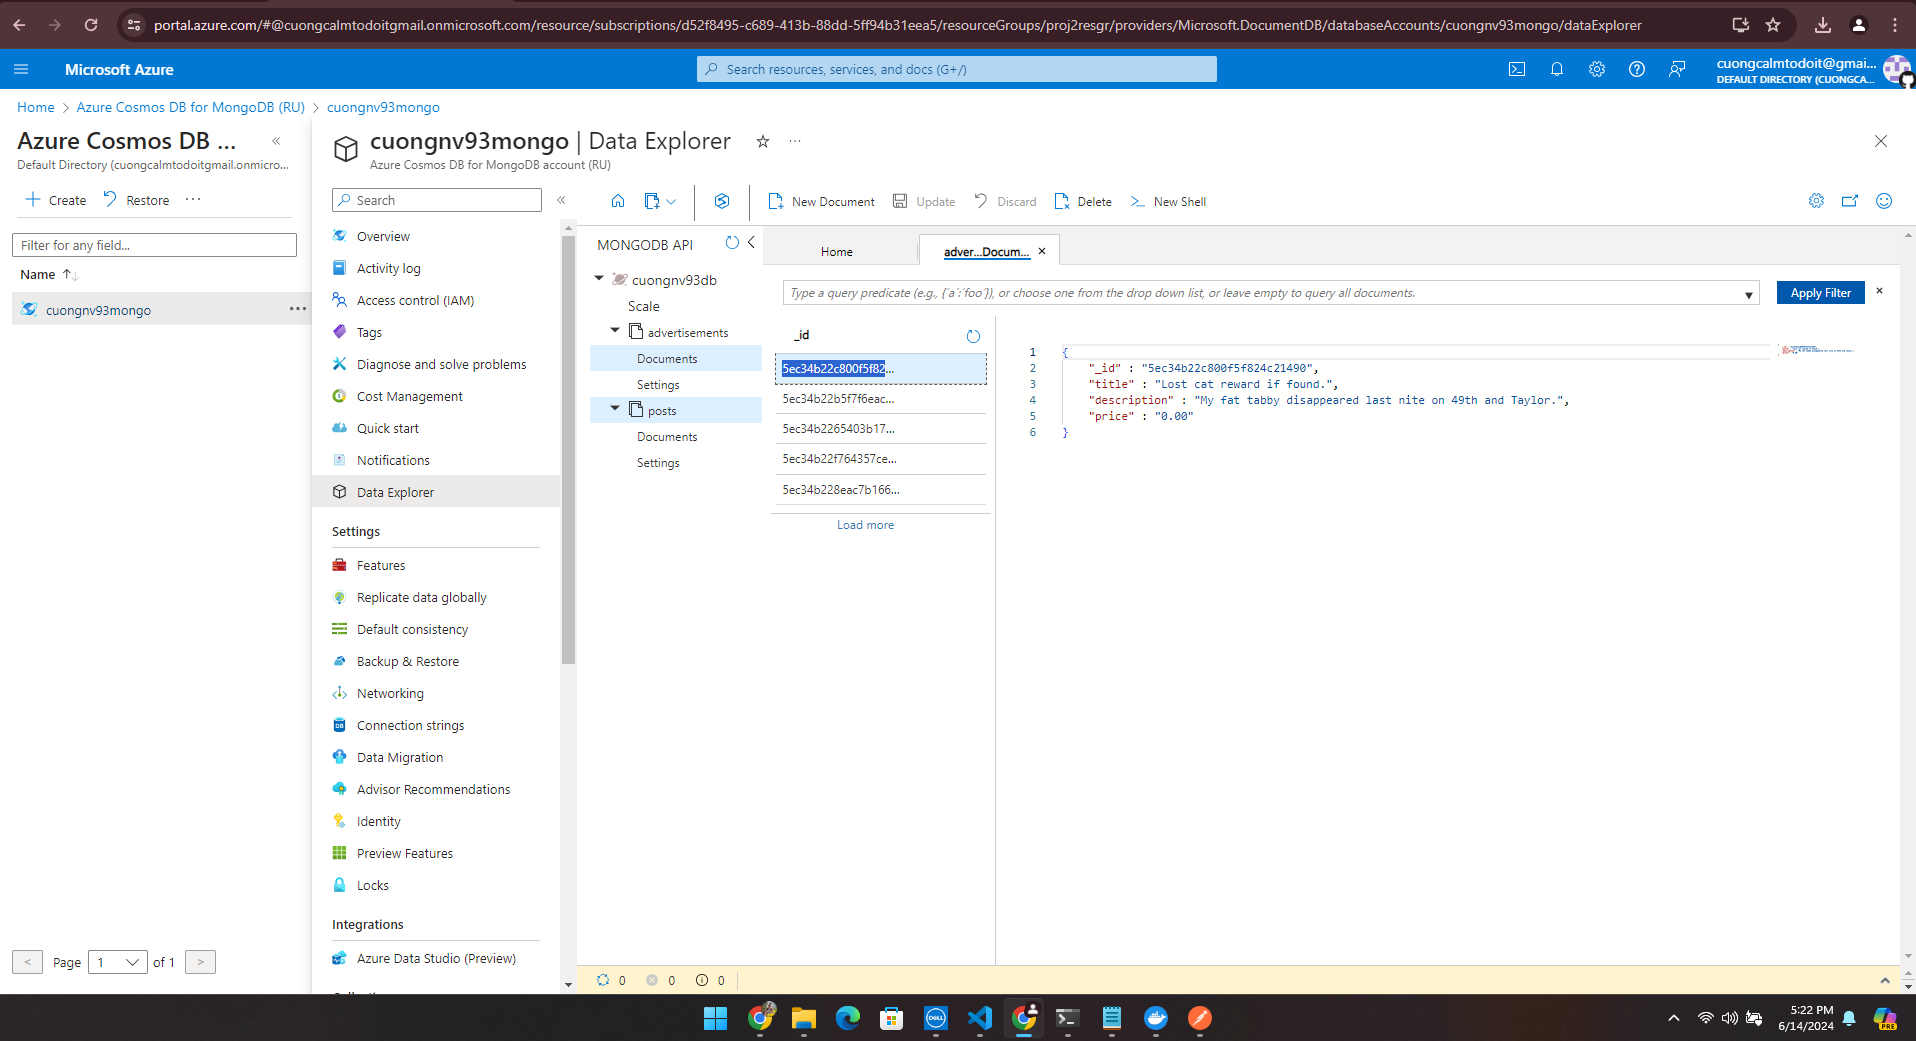 portal.azure.com/#@cuongcalmtodoitgmail.onmicrosoft.com/resource/subscriptions/d52f8495-c689-413b-88dd-5ff94b31eea5/resourceGroups/proj2resgr/providers/Microsoft.DocumentDB/databaseAccounts/cuongnv93mongo/dataExplorer
Microsoft Azure
Search resources, services, and docs (G+/)
cuongcalmtodoit@gmai...
DEFAULT DIRECTORY (CUONGCA...
Home > Azure Cosmos DB for MongoDB (RU) > cuongnv93mongo
Azure Cosmos DB ...
Default Directory (cuongcalmtodoitgmail.onmicro...
Create
Restore
Filter for any field...
Name
cuongnv93mongo
Page 1 of 1
cuongnv93mongo | Data Explorer
Azure Cosmos DB for MongoDB account (RU)
Search
Overview
Activity log
Access control (IAM)
Tags
Diagnose and solve problems
Cost Management
Quick start
Notifications
Data Explorer
Settings
Features
Replicate data globally
Default consistency
Backup & Restore
Networking
Connection strings
Data Migration
Advisor Recommendations
Identity
Preview Features
Locks
Integrations
Azure Data Studio (Preview)
New Document
Update
Discard
Delete
New Shell
MONGODB API
cuongnv93db
Scale
advertisements
Documents
Settings
posts
Documents
Settings
Home
adver...Docum...
Type a query predicate (e.g., {´a´:´foo´}), or choose one from the drop down list, or leave empty to query all documents.
Apply Filter
_id
5ec34b22c800f5f82...
5ec34b22b5f7f6eac...
5ec34b2265403b17...
5ec34b22f764357ce...
5ec34b228eac7b166...
Load more
1 {
2 "_id" : "5ec34b22c800f5f824c21490",
3 "title" : "Lost cat reward if found.",
4 "description" : "My fat tabby disappeared last nite on 49th and Taylor.",
5 "price" : "0.00"
6 }
0 0 0
DELL
PRE
5:22 PM
6/14/2024